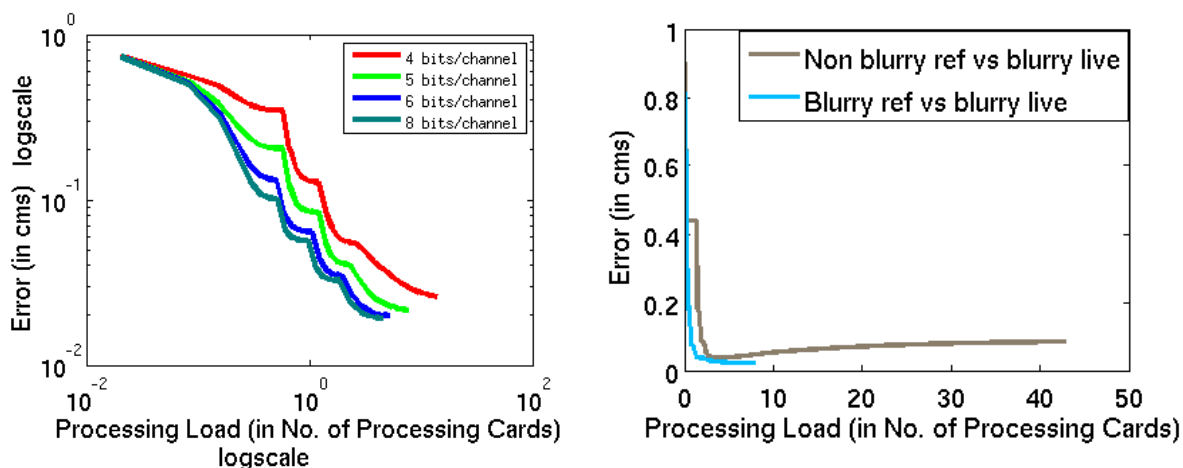 10^0
10^-1
10^-2
Error (in cms) logscale
4 bits/channel
5 bits/channel
6 bits/channel
8 bits/channel
10^-2
10^0
10^2
Processing Load (in No. of Processing Cards)
logscale
1
0.8
0.6
0.4
0.2
0
Error (in cms)
Non blurry ref vs blurry live
Blurry ref vs blurry live
0
10
20
30
40
50
Processing Load (in No. of Processing Cards)